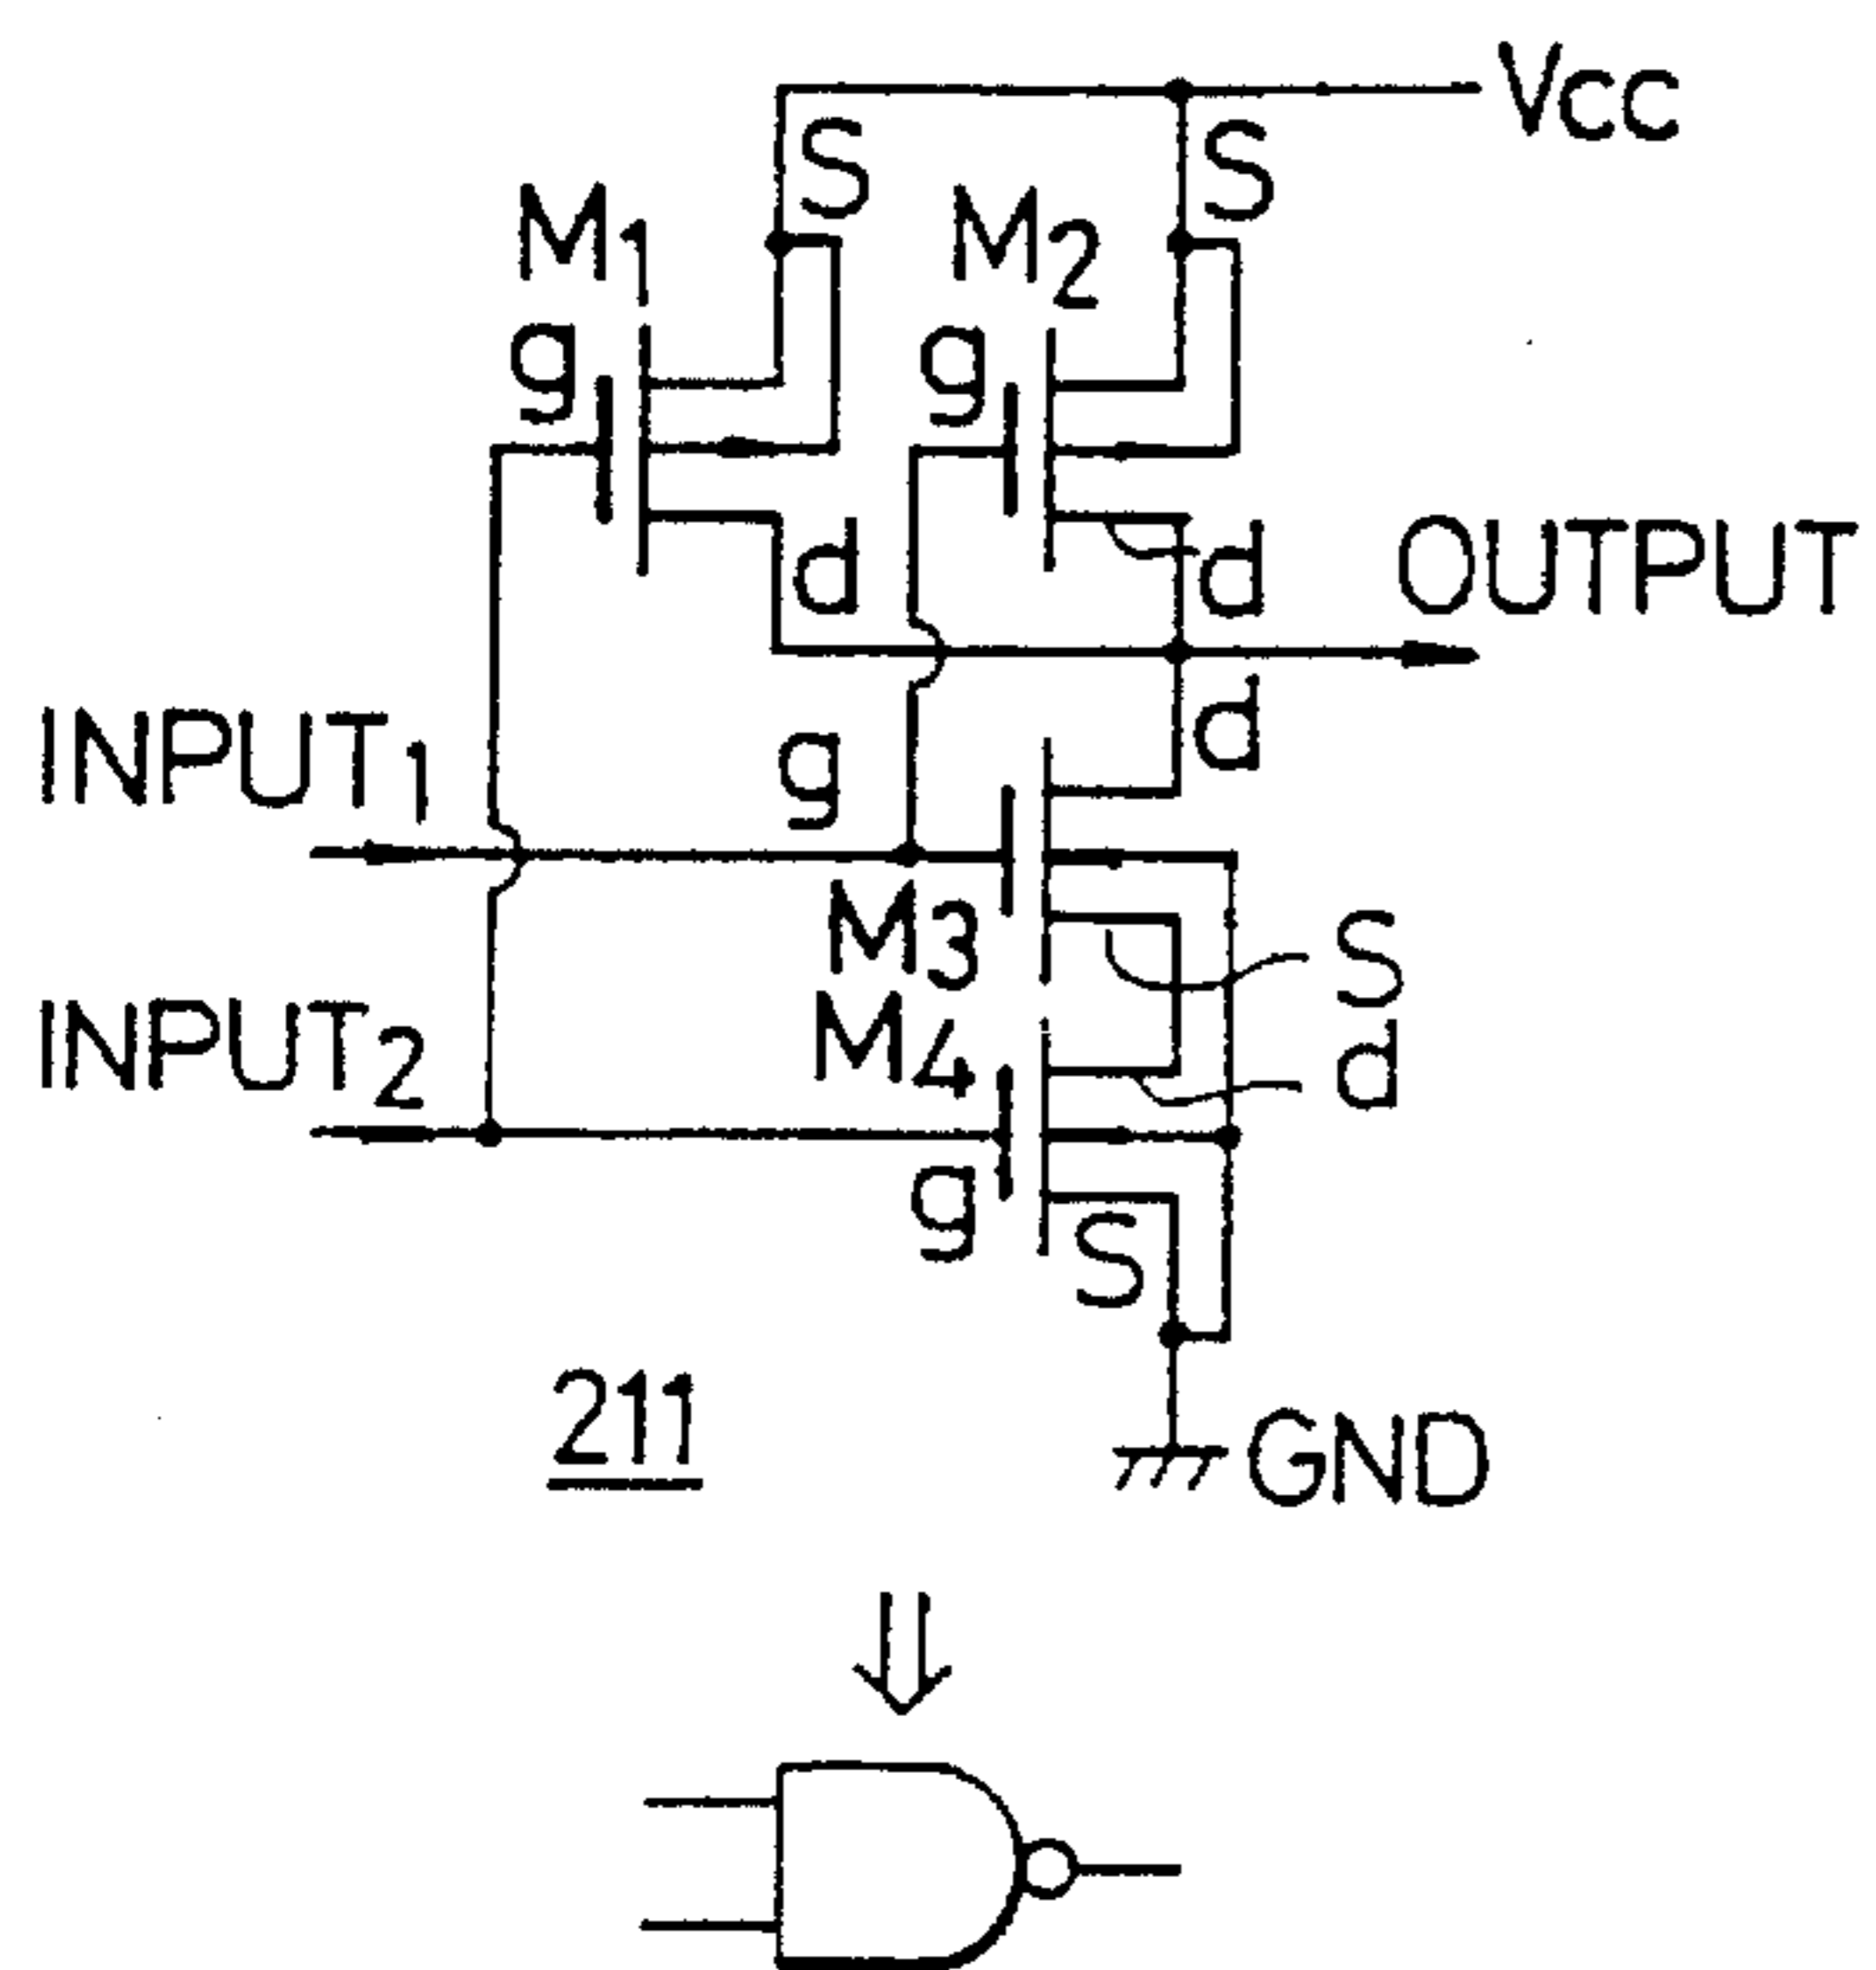 Vcc
S S
M1 M2
g g
d d
OUTPUT
INPUT1
g d
M3
S
INPUT2
M4 d
g
S
211
GND